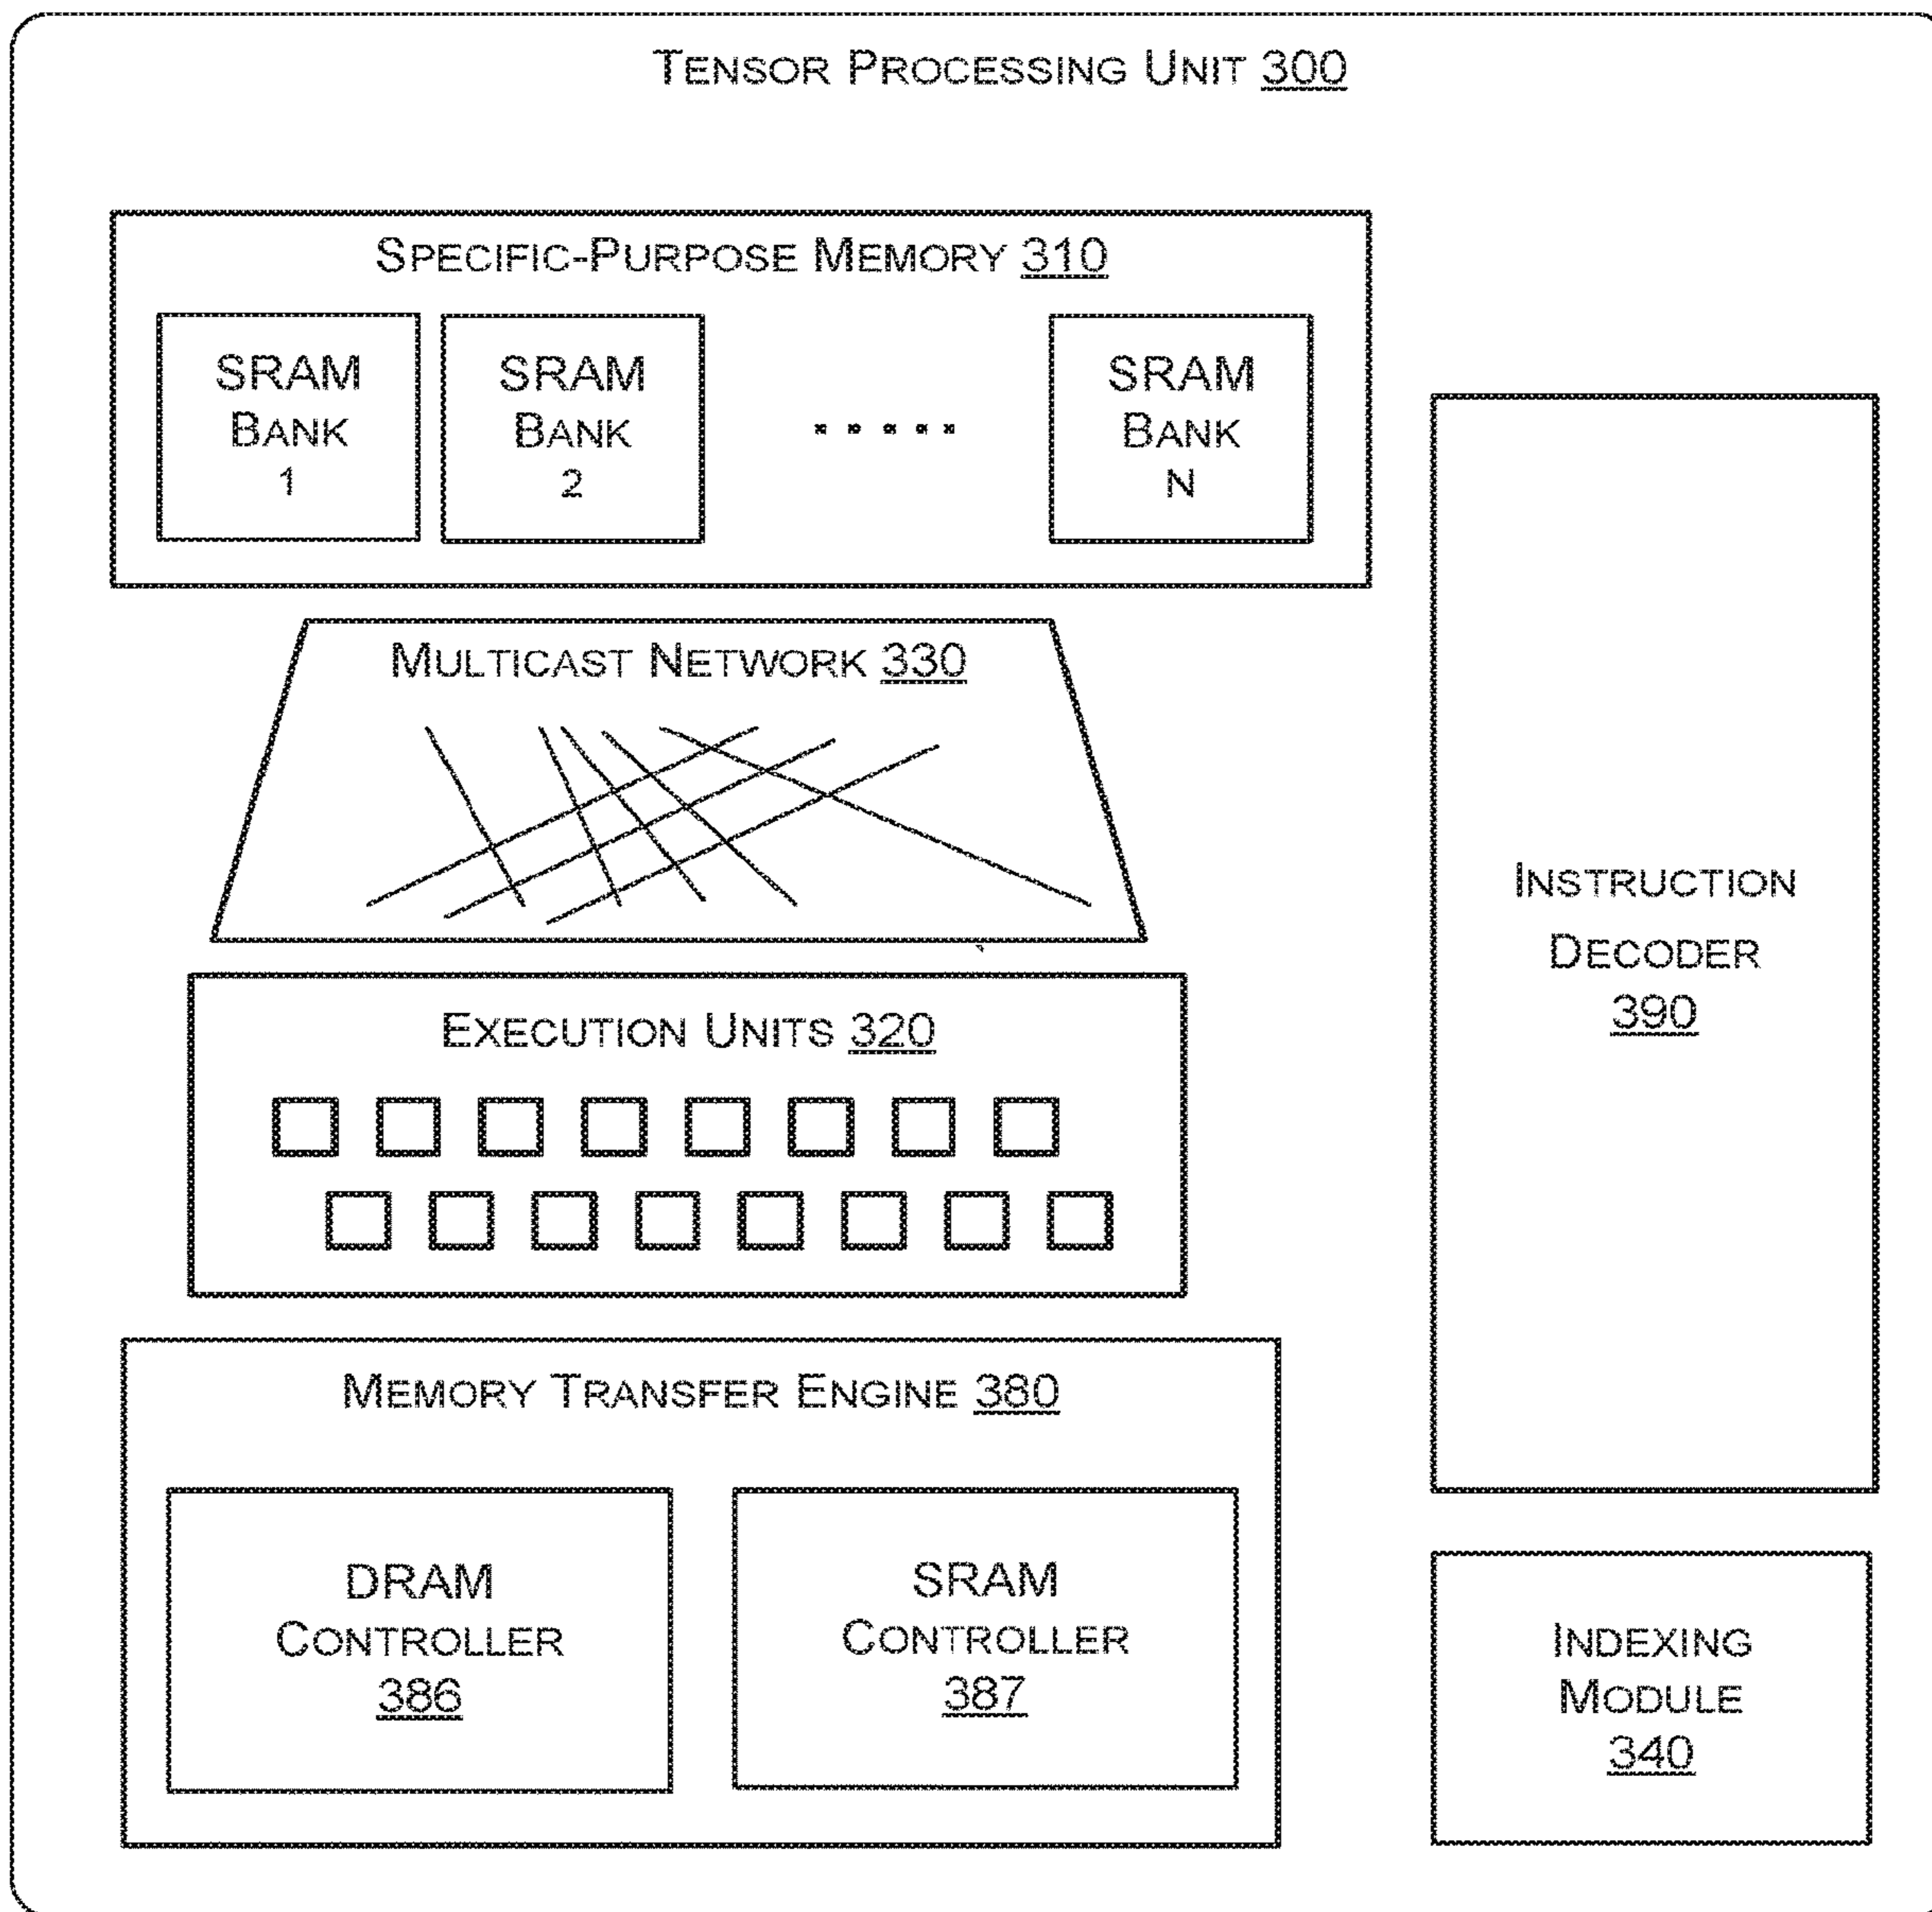 TENSOR PROCESSING UNIT 300
SPECIFIC-PURPOSE MEMORY 310
SRAM
BANK
1
SRAM
BANK
2
.....
SRAM
BANK
N
MULTICAST NETWORK 330
EXECUTION UNITS 320
MEMORY TRANSFER ENGINE 380
DRAM
CONTROLLER
386
SRAM
CONTROLLER
387
INSTRUCTION
DECODER
390
INDEXING
MODULE
340